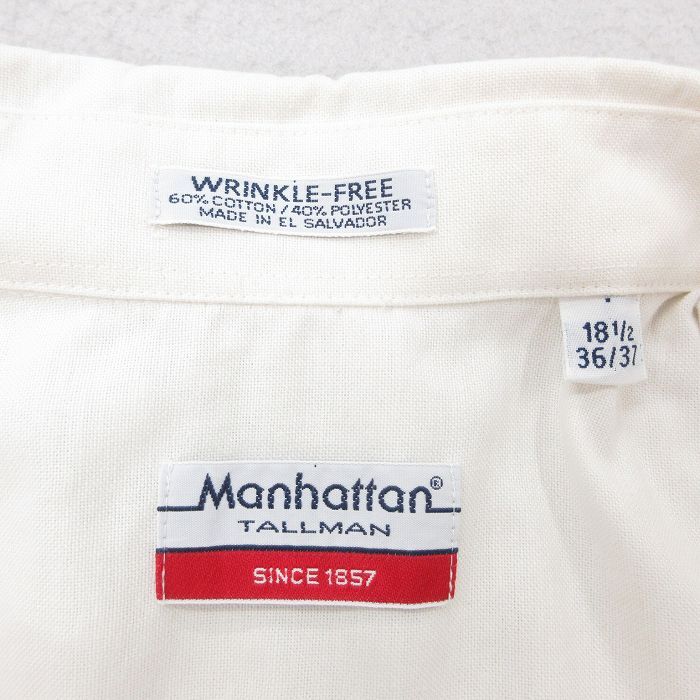 WRINKLE-FREE
60% COTTON / 40% POLYESTER
MADE IN EL SALVADOR
18 1/2
36/37
Manhattan®
TALLMAN
SINCE 1857